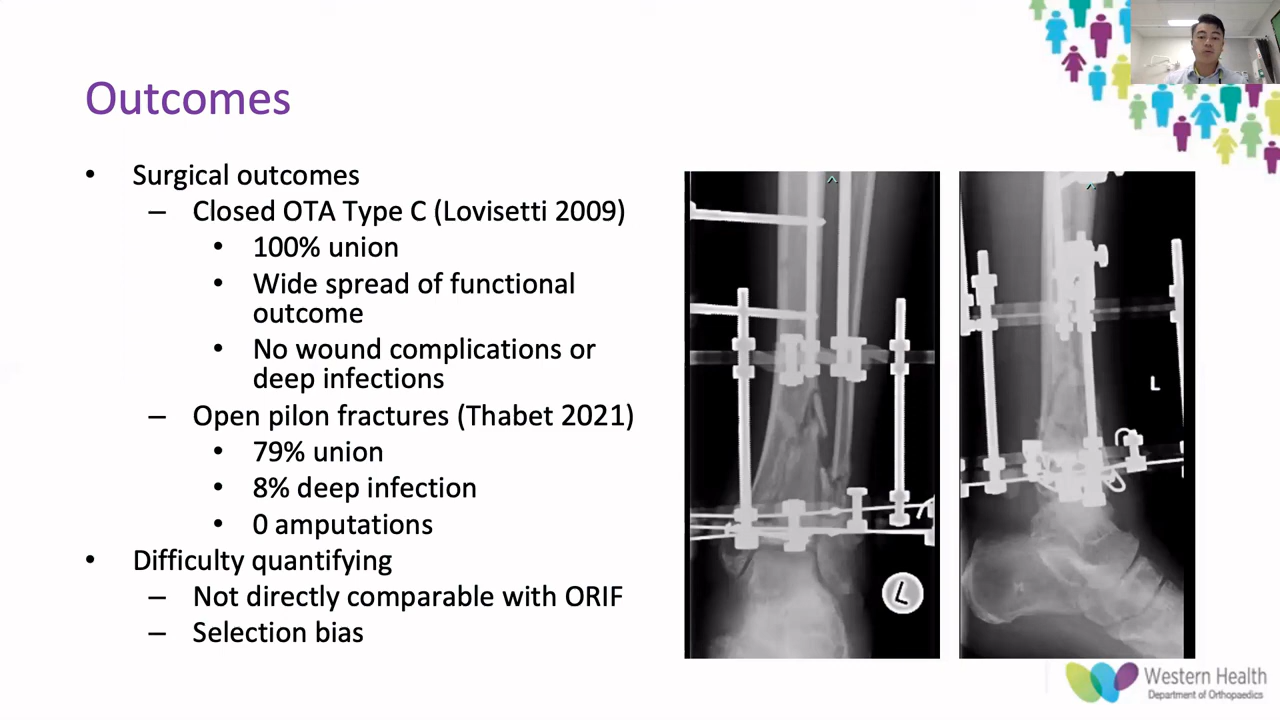 Outcomes
• Surgical outcomes
– Closed OTA Type C (Lovisetti 2009)
• 100% union
• Wide spread of functional
outcome
• No wound complications or
deep infections
– Open pilon fractures (Thabet 2021)
• 79% union
• 8% deep infection
• 0 amputations
• Difficulty quantifying
– Not directly comparable with ORIF
– Selection bias
L
L
Western Health
Department of Orthopaedics